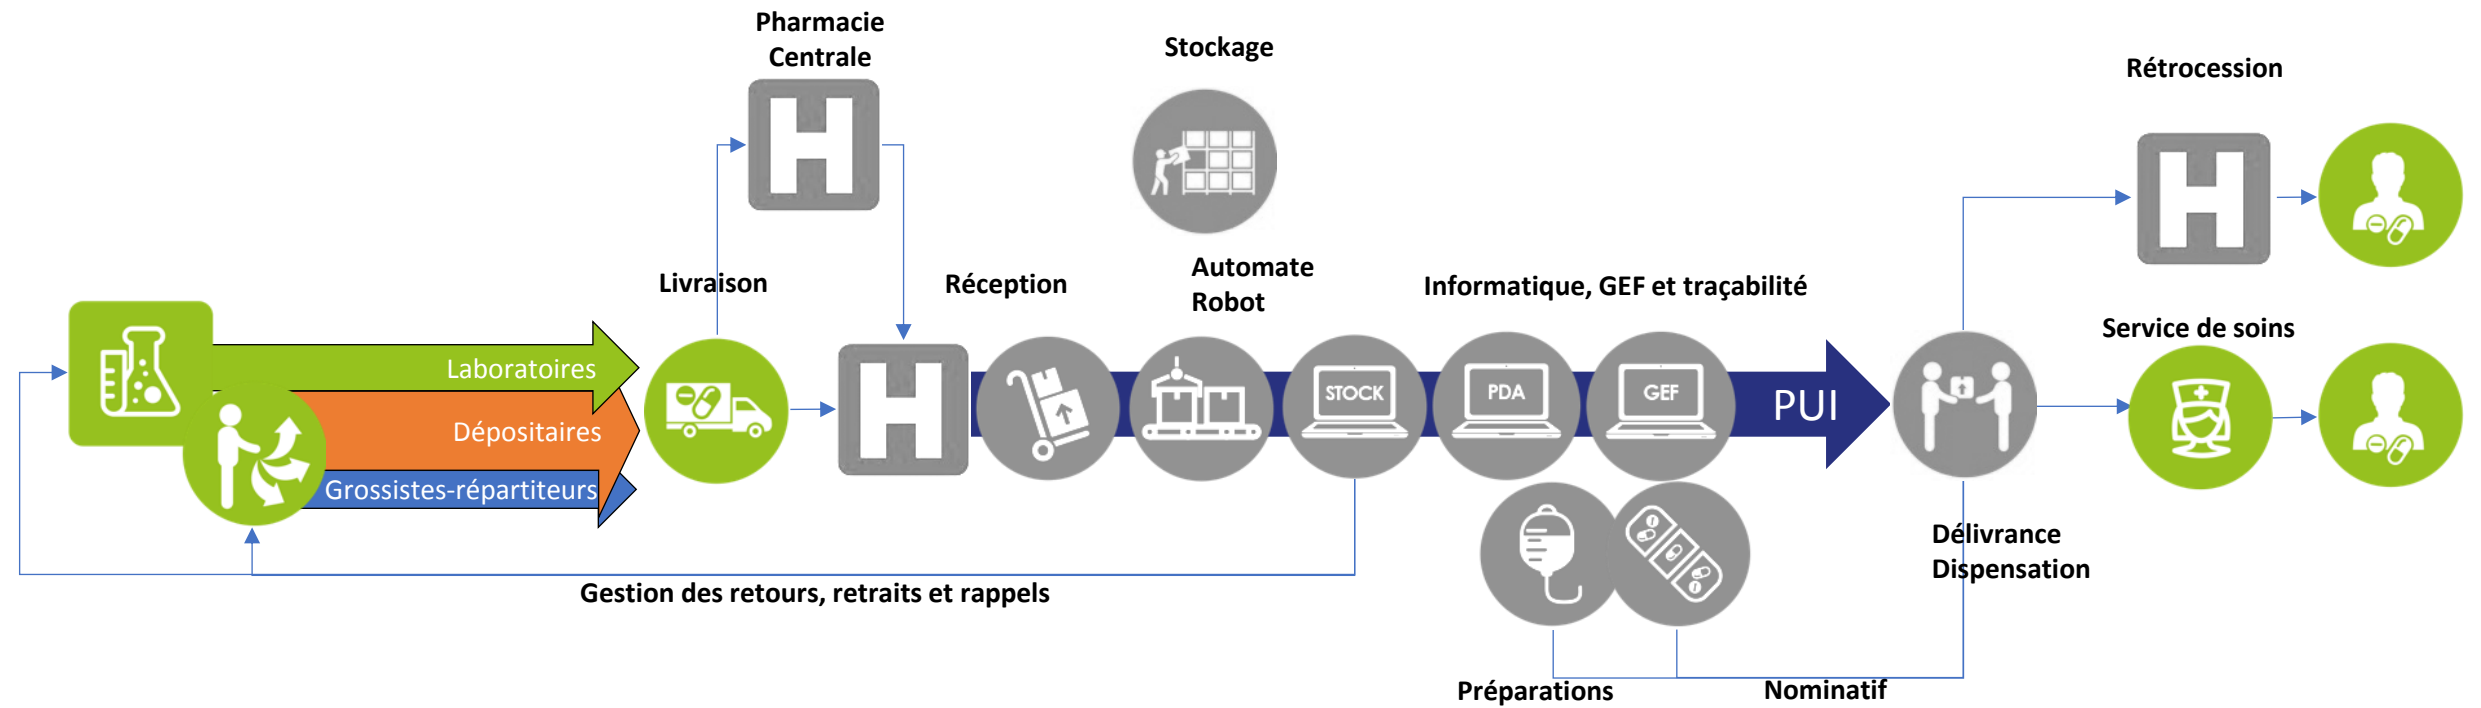 Pharmacie
Centrale
Stockage
Rétrocession
Livraison
Réception
Automate
Robot
Informatique, GEF et traçabilité
Service de soins
Laboratoires
Dépositaires
Grossistes-répartiteurs
H
H
H
STOCK
PDA
GEF
PUI
Délivrance
Dispensation
Gestion des retours, retraits et rappels
Préparations
Nominatif